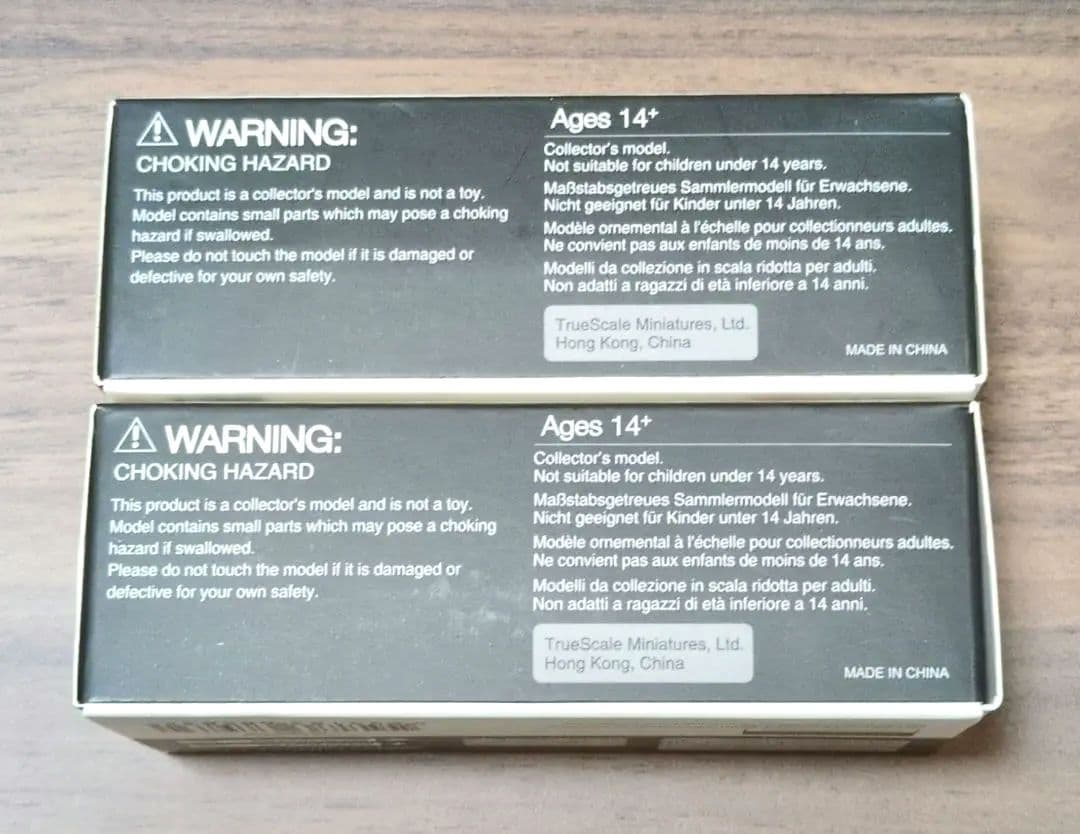 WARNING:
CHOKING HAZARD
This product is a collector's model and is not a toy.
Model contains small parts which may pose a choking
hazard if swallowed.
Please do not touch the model if it is damaged or
defective for your own safety.
Ages 14+
Collector's model.
Not suitable for children under 14 years.
Maßstabsgetreues Sammlermodell für Erwachsene.
Nicht geeignet für Kinder unter 14 Jahren.
Modèle ornemental à l'échelle pour collectionneurs adultes.
Ne convient pas aux enfants de moins de 14 ans.
Modelli da collezione in scala ridotta per adulti.
Non adatti a ragazzi di età inferiore a 14 anni.
TrueScale Miniatures, Ltd.
Hong Kong, China
MADE IN CHINA
WARNING:
CHOKING HAZARD
This product is a collector's model and is not a toy.
Model contains small parts which may pose a choking
hazard if swallowed.
Please do not touch the model if it is damaged or
defective for your own safety.
Ages 14+
Collector's model.
Not suitable for children under 14 years.
Maßstabsgetreues Sammlermodell für Erwachsene.
Nicht geeignet für Kinder unter 14 Jahren.
Modèle ornemental à l'échelle pour collectionneurs adultes.
Ne convient pas aux enfants de moins de 14 ans.
Modelli da collezione in scala ridotta per adulti.
Non adatti a ragazzi di età inferiore a 14 anni.
TrueScale Miniatures, Ltd.
Hong Kong, China
MADE IN CHINA